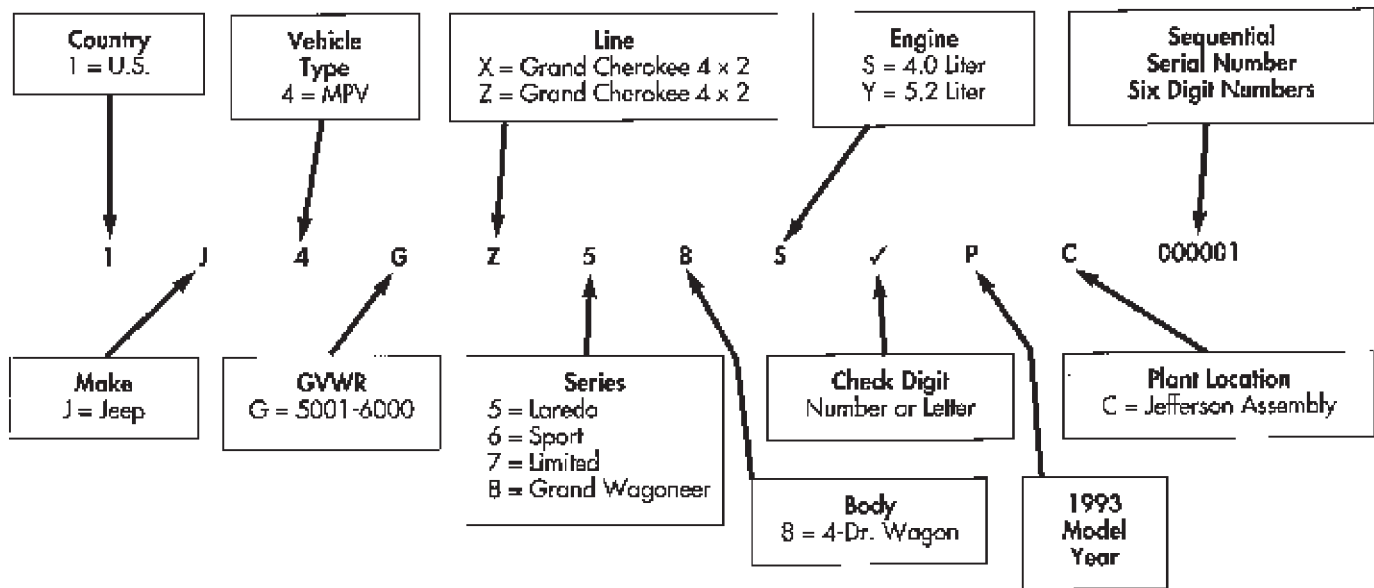 Country
1 = U.S.
Vehicle
Type
4 = MPV
Line
X = Grand Cherokee 4 x 2
Z = Grand Cherokee 4 x 2
Engine
S = 4.0 Liter
Y = 5.2 Liter
Sequential
Serial Number
Six Digit Numbers
1 J 4 G Z 5 8 S ✓ P C 000001
Make
J = Jeep
GVWR
G = 5001-6000
Series
5 = Laredo
6 = Sport
7 = Limited
8 = Grand Wagoneer
Check Digit
Number or Letter
Plant Location
C = Jefferson Assembly
Body
8 = 4-Dr. Wagon
1993
Model
Year